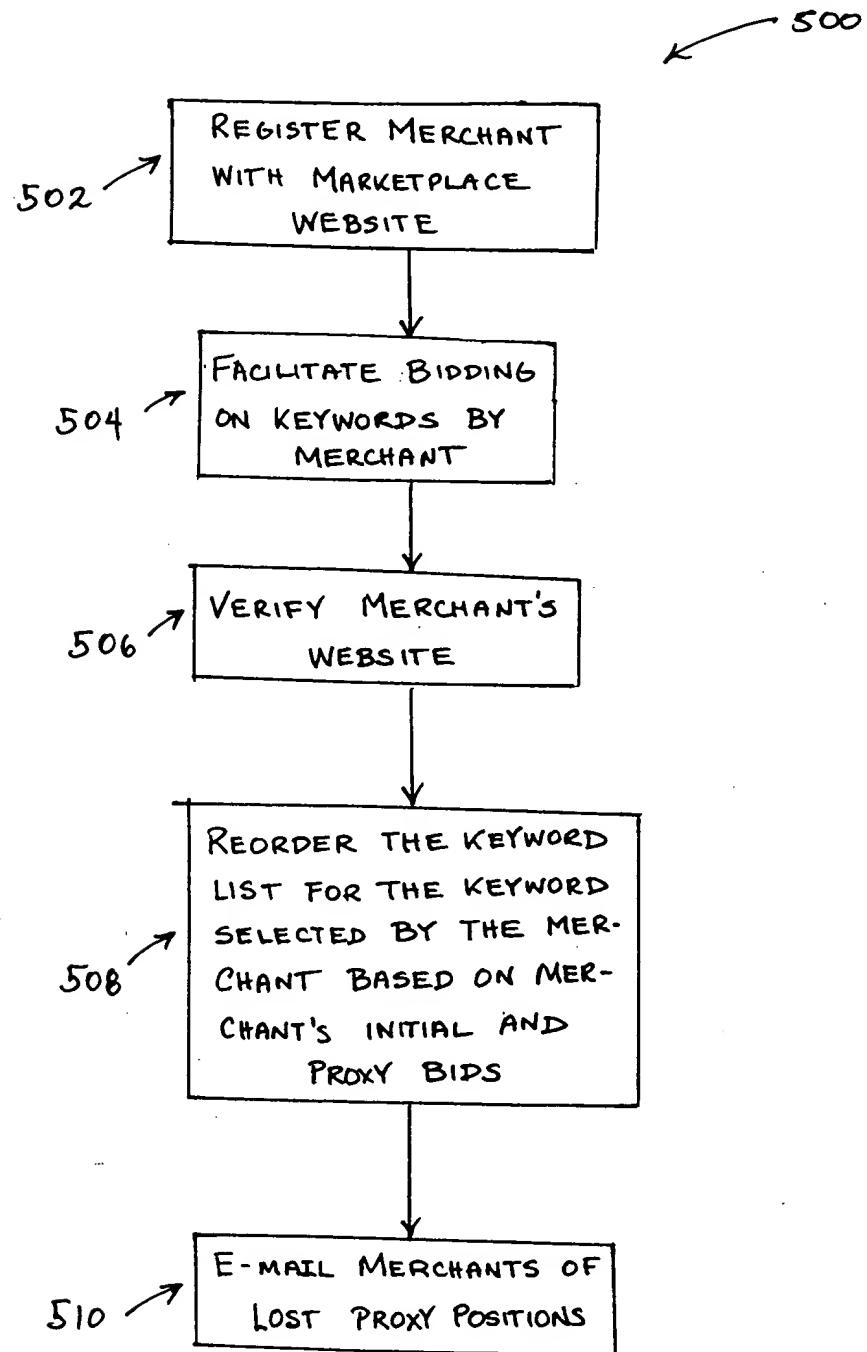 500
502
REGISTER MERCHANT
WITH MARKETPLACE
WEBSITE
504
FACILITATE BIDDING
ON KEYWORDS BY
MERCHANT
506
VERIFY MERCHANT'S
WEBSITE
508
REORDER THE KEYWORD
LIST FOR THE KEYWORD
SELECTED BY THE MER-
CHANT BASED ON MER-
CHANT'S INITIAL AND
PROXY BIDS
510
E-MAIL MERCHANTS OF
LOST PROXY POSITIONS